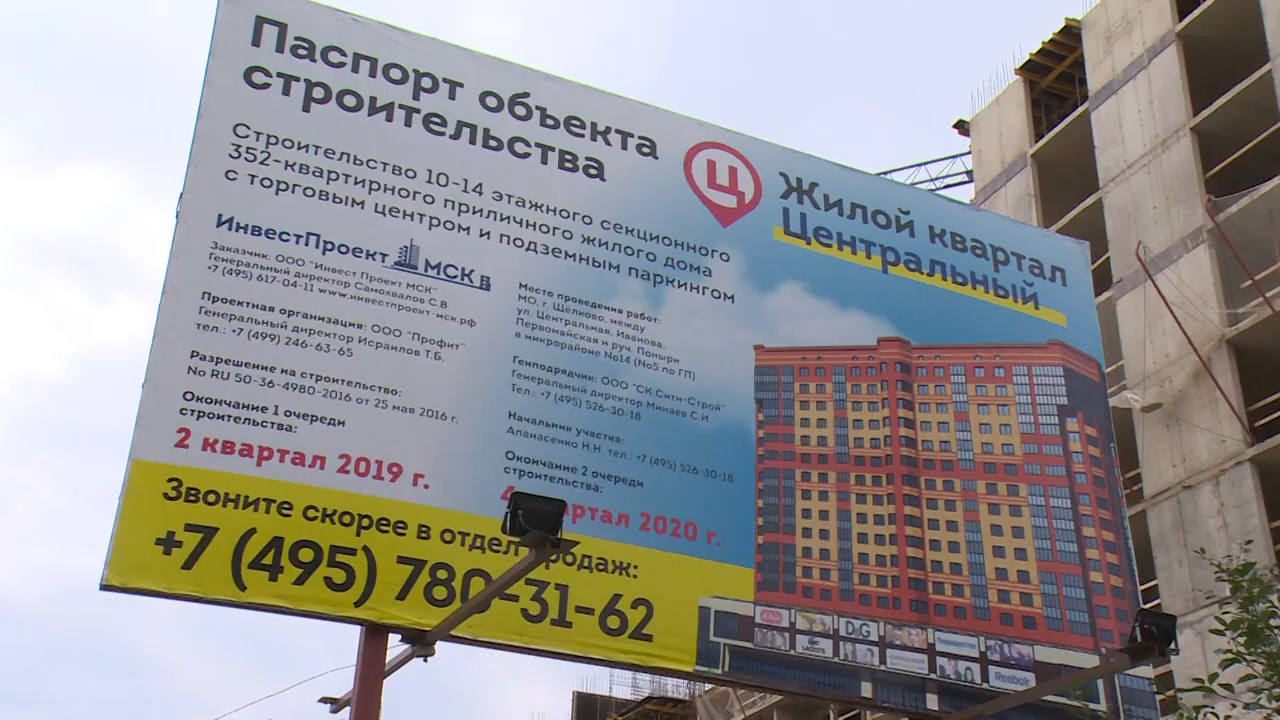 Паспорт объекта
строительства
Строительство 10-14 этажного секционного
352-квартирного приличного жилого дома
с торговым центром и подземным паркингом
Ц
Жилой квартал
Центральный
ИнвестПроект МСК
Заказчик: ООО "Инвест Проект МСК"
Генеральный директор Самохвалов С.В.
+7 (495) 617-04-11 www.инвестпроект-мск.рф
Проектная организация: ООО "Профит"
Генеральный директор Исраилов Т.Б.
тел.: +7 (499) 246-63-65
Разрешение на строительство:
No RU 50-36-4980-2016 от 25 мая 2016 г.
Окончание 1 очереди
строительства:
2 квартал 2019 г.
Место проведения работ:
МО, г. Щёлково, между
ул. Центральная, Иванова,
Первомайская и руч. Поныри
в микрорайоне No14 (No5 по ГП)
Генподрядчик: ООО "СК Сити-Строй"
Генеральный директор Минаев С.И.
Тел.: +7 (495) 526-30-18
Начальник участка:
Апанасенко Н.Н. тел.: +7 (495) 526-30-18
Окончание 2 очереди
строительства:
4 квартал 2020 г.
Звоните скорее в отдел продаж:
+7 (495) 780-31-62
D&G
LACOSTE
Reebok